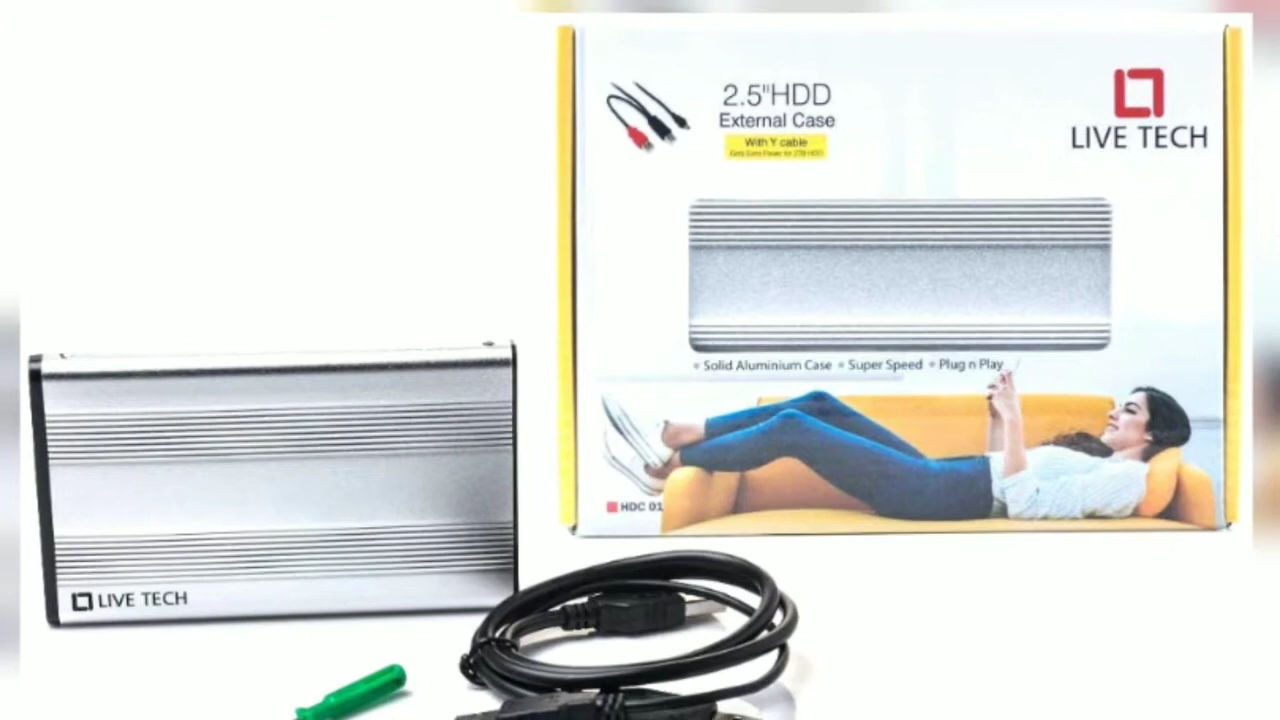 2.5"HDD
External Case
With Y cable
LIVE TECH
• Solid Aluminium Case • Super Speed • Plug n Play
HDC 01
LIVE TECH